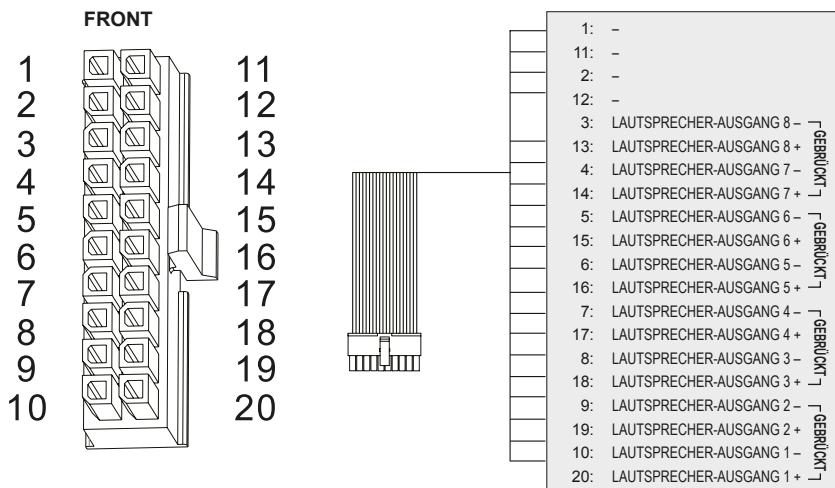 FRONT
1 11
2 12
3 13
4 14
5 15
6 16
7 17
8 18
9 19
10 20
1: –
11: –
2: –
12: –
3: LAUTSPRECHER-AUSGANG 8 –
13: LAUTSPRECHER-AUSGANG 8 +
4: LAUTSPRECHER-AUSGANG 7 –
14: LAUTSPRECHER-AUSGANG 7 +
GEBRÜCKT
5: LAUTSPRECHER-AUSGANG 6 –
15: LAUTSPRECHER-AUSGANG 6 +
6: LAUTSPRECHER-AUSGANG 5 –
16: LAUTSPRECHER-AUSGANG 5 +
GEBRÜCKT
7: LAUTSPRECHER-AUSGANG 4 –
17: LAUTSPRECHER-AUSGANG 4 +
8: LAUTSPRECHER-AUSGANG 3 –
18: LAUTSPRECHER-AUSGANG 3 +
GEBRÜCKT
9: LAUTSPRECHER-AUSGANG 2 –
19: LAUTSPRECHER-AUSGANG 2 +
10: LAUTSPRECHER-AUSGANG 1 –
20: LAUTSPRECHER-AUSGANG 1 +
GEBRÜCKT